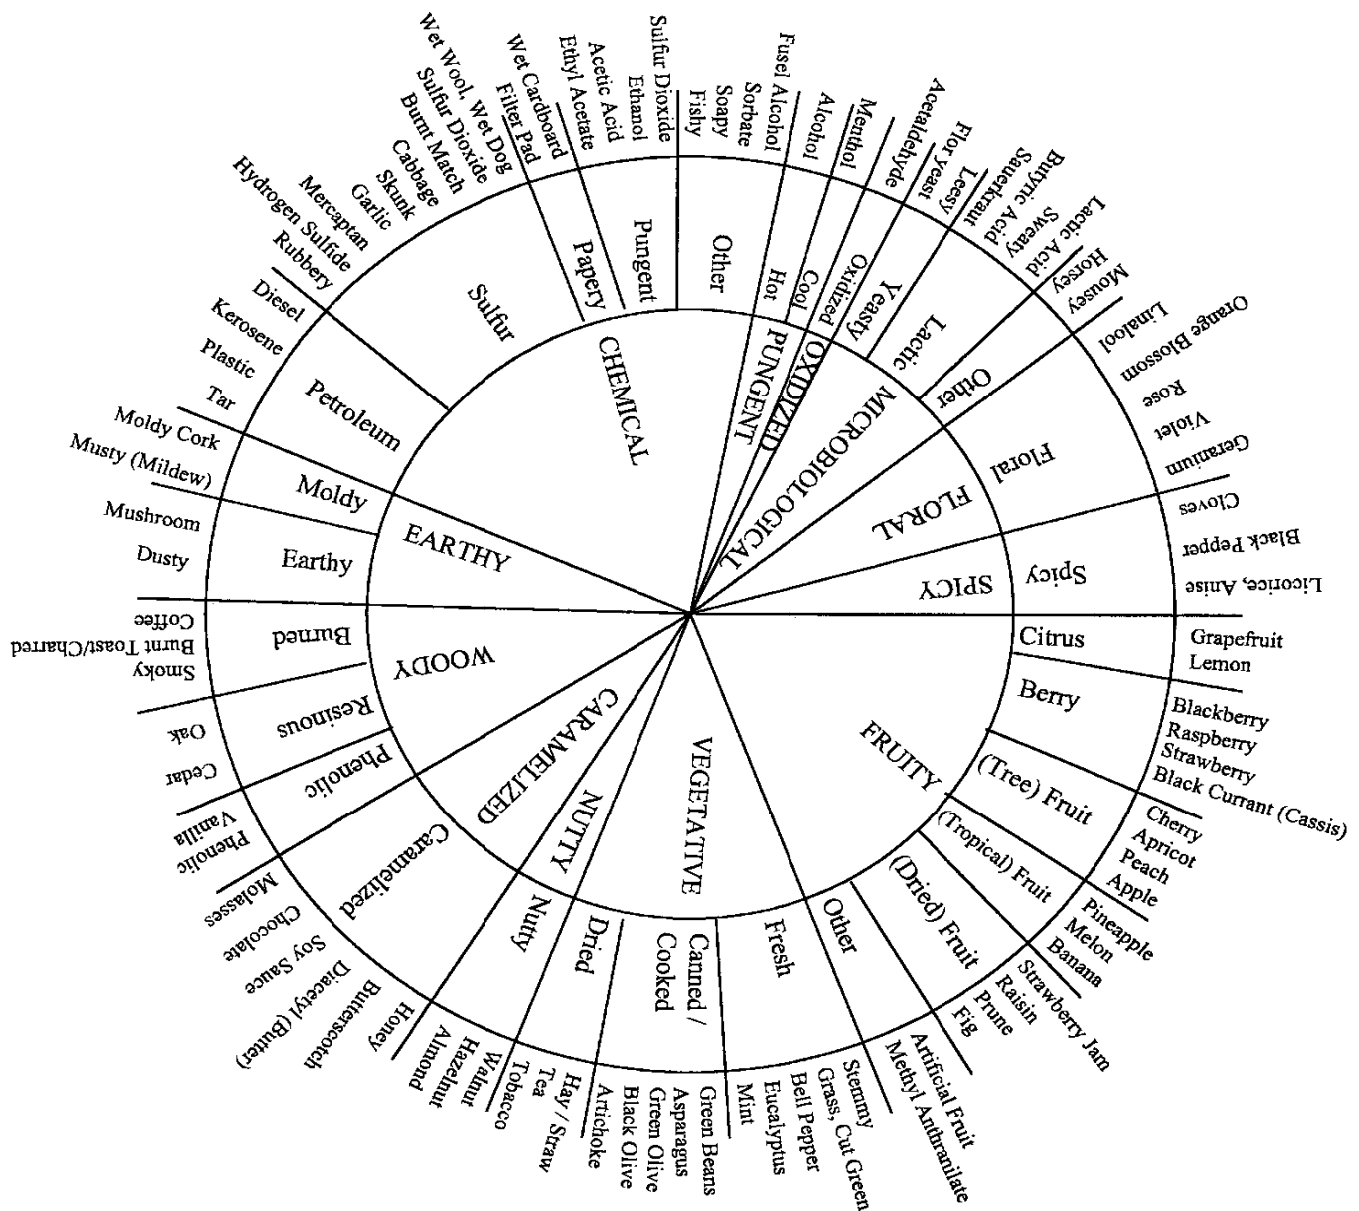 FRUITY
Citrus
Grapefruit
Lemon
Berry
Blackberry
Raspberry
Strawberry
Black Currant (Cassis)
(Tree) Fruit
Cherry
Apricot
Peach
Apple
(Tropical) Fruit
Pineapple
Melon
Banana
(Dried) Fruit
Strawberry Jam
Raisin
Prune
Fig
Other
Artificial Fruit
Methyl Anthranilate
VEGETATIVE
Fresh
Stemmy
Grass, Cut Green
Bell Pepper
Eucalyptus
Mint
Canned /
Cooked
Green Beans
Asparagus
Green Olive
Black Olive
Artichoke
Dried
Hay / Straw
Tea
Tobacco
NUTTY
Nutty
Walnut
Hazelnut
Almond
CARAMELIZED
Caramelized
Honey
Butterscotch
Diacetyl (Butter)
Soy Sauce
Chocolate
Molasses
WOODY
Phenolic
Phenolic
Vanilla
Resinous
Cedar
Oak
Burned
Smoky
Burnt Toast/Charred
Coffee
EARTHY
Earthy
Dusty
Mushroom
Moldy
Musty (Mildew)
Moldy Cork
CHEMICAL
Petroleum
Tar
Plastic
Kerosene
Diesel
Sulfur
Rubbery
Hydrogen Sulfide
Mercaptan
Garlic
Skunk
Cabbage
Burnt Match
Sulfur Dioxide
Wet Wool, Wet Dog
Papery
Filter Pad
Wet Cardboard
Pungent
Ethyl Acetate
Acetic Acid
Ethanol
Sulfur Dioxide
Other
Fishy
Soapy
Sorbate
Fusel Alcohol
PUNGENT
Hot
Alcohol
Cool
Menthol
OXIDIZED
Oxidized
Acetaldehyde
MICROBIOLOGICAL
Yeasty
Flor yeast
Leesy
Lactic
Sauerkraut
Butyric Acid
Sweaty
Lactic Acid
Other
Horsey
Mousey
FLORAL
Floral
Linalool
Orange Blossom
Rose
Violet
Geranium
SPICY
Spicy
Cloves
Black Pepper
Licorice, Anise